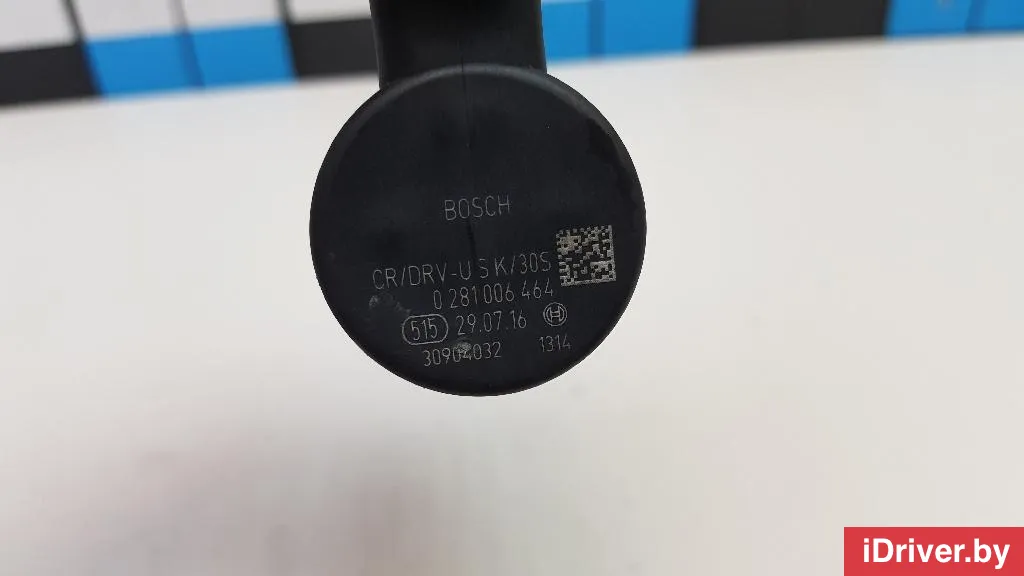 BOSCH
CR/DRV-U S K/30S
0 281 006 464
515 29.07.16
30904032 1314
iDriver.by